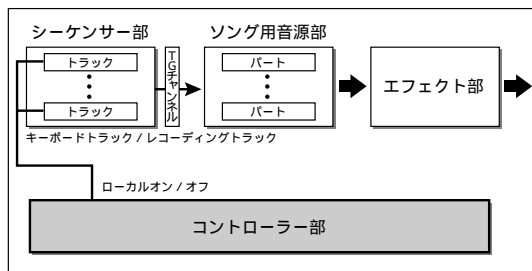 シーケンサー部
ソング用音源部
トラック
トラック
TGチャンネル
パート
パート
エフェクト部
キーボードトラック / レコーディングトラック
ローカルオン / オフ
コントローラー部